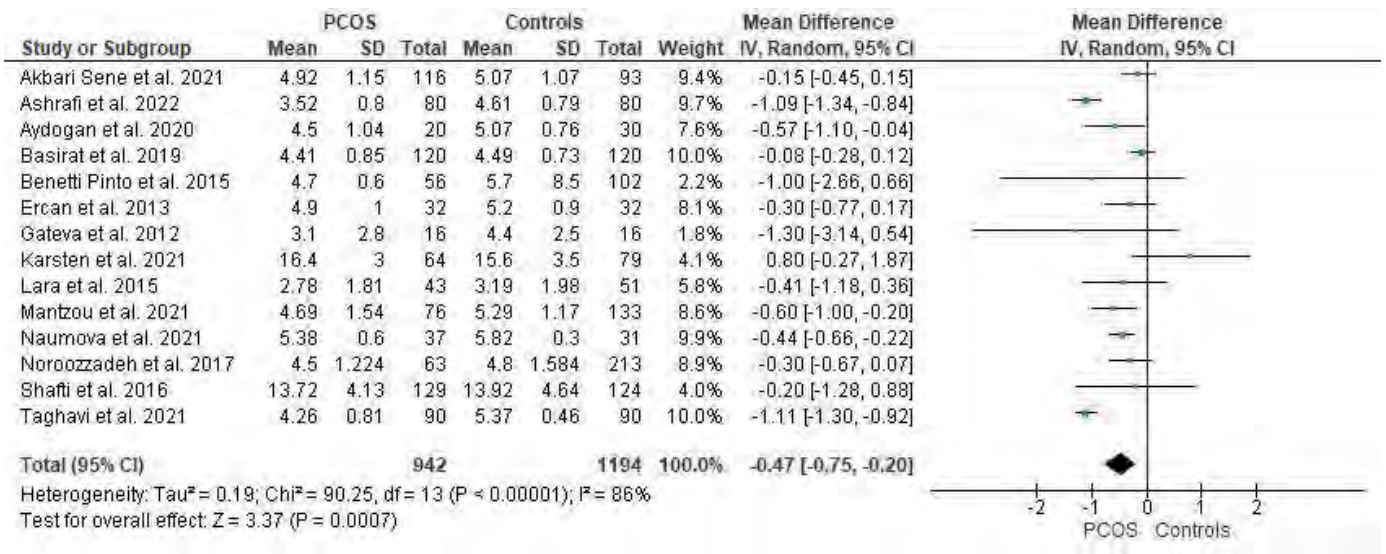 PCOS Controls Mean Difference Mean Difference
Study or Subgroup Mean SD Total Mean SD Total Weight IV, Random, 95% CI IV, Random, 95% CI
Akbari Sene et al. 2021 4.92 1.15 116 5.07 1.07 93 9.4% -0.15 [-0.45, 0.15]
Ashrafi et al. 2022 3.52 0.8 80 4.61 0.79 80 9.7% -1.09 [-1.34, -0.84]
Aydogan et al. 2020 4.5 1.04 20 5.07 0.76 30 7.6% -0.57 [-1.10, -0.04]
Basirat et al. 2019 4.41 0.85 120 4.49 0.73 120 10.0% -0.08 [-0.28, 0.12]
Benetti Pinto et al. 2015 4.7 0.6 56 5.7 8.5 102 2.2% -1.00 [-2.66, 0.66]
Ercan et al. 2013 4.9 1 32 5.2 0.9 32 8.1% -0.30 [-0.77, 0.17]
Gateva et al. 2012 3.1 2.8 16 4.4 2.5 16 1.8% -1.30 [-3.14, 0.54]
Karsten et al. 2021 16.4 3 64 15.6 3.5 79 4.1% 0.80 [-0.27, 1.87]
Lara et al. 2015 2.78 1.81 43 3.19 1.98 51 5.8% -0.41 [-1.18, 0.36]
Mantzou et al. 2021 4.69 1.54 76 5.29 1.17 133 8.6% -0.60 [-1.00, -0.20]
Naumova et al. 2021 5.38 0.6 37 5.82 0.3 31 9.9% -0.44 [-0.66, -0.22]
Noroozzadeh et al. 2017 4.5 1.224 63 4.8 1.584 213 8.9% -0.30 [-0.67, 0.07]
Shafti et al. 2016 13.72 4.13 129 13.92 4.64 124 4.0% -0.20 [-1.28, 0.88]
Taghavi et al. 2021 4.26 0.81 90 5.37 0.46 90 10.0% -1.11 [-1.30, -0.92]
Total (95% CI) 942 1194 100.0% -0.47 [-0.75, -0.20]
Heterogeneity: Tau² = 0.19; Chi² = 90.25, df = 13 (P < 0.00001); I² = 86%
Test for overall effect: Z = 3.37 (P = 0.0007)
-2 -1 0 1 2
PCOS Controls